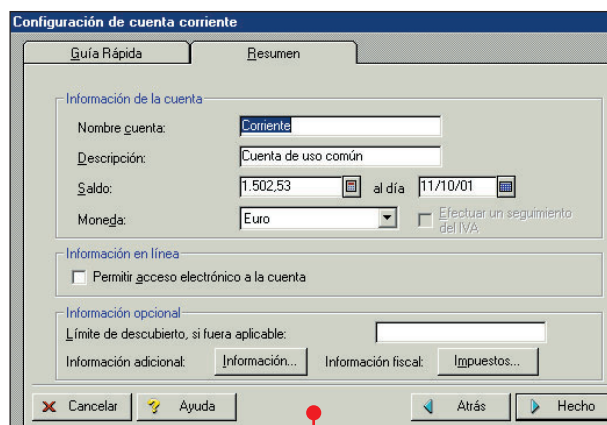 Configuración de cuenta corriente
Guía Rápida Resumen
Información de la cuenta
Nombre cuenta: Corriente
Descripción: Cuenta de uso común
Saldo: 1.502,53 al día 11/10/01
Moneda: Euro Efectuar un seguimiento
del IVA
Información en línea
Permitir acceso electrónico a la cuenta
Información opcional
Límite de descubierto, si fuera aplicable:
Información adicional: Información... Información fiscal: Impuestos...
Cancelar Ayuda Atrás Hecho